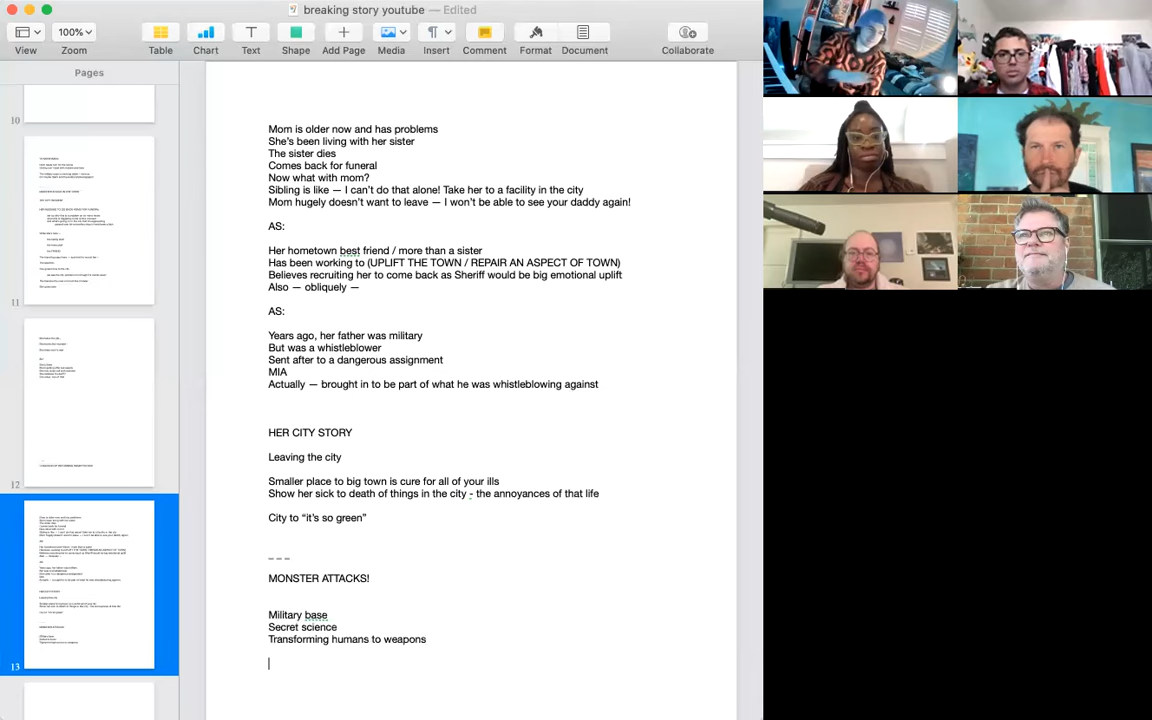 breaking story youtube — Edited
View
100%
Zoom
Table
Chart
Text
Shape
Add Page
Media
Insert
Comment
Format
Document
Collaborate
Pages
10
11
12
13
Mom is older now and has problems
She's been living with her sister
The sister dies
Comes back for funeral
Now what with mom?
Sibling is like — I can't do that alone! Take her to a facility in the city
Mom hugely doesn't want to leave — I won't be able to see your daddy again!
AS:
Her hometown best friend / more than a sister
Has been working to (UPLIFT THE TOWN / REPAIR AN ASPECT OF TOWN)
Believes recruiting her to come back as Sheriff would be big emotional uplift
Also — obliquely —
AS:
Years ago, her father was military
But was a whistleblower
Sent after to a dangerous assignment
MIA
Actually — brought in to be part of what he was whistleblowing against
HER CITY STORY
Leaving the city
Smaller place to big town is cure for all of your ills
Show her sick to death of things in the city - the annoyances of that life
City to “it's so green”
— — —
MONSTER ATTACKS!
Military base
Secret science
Transforming humans to weapons